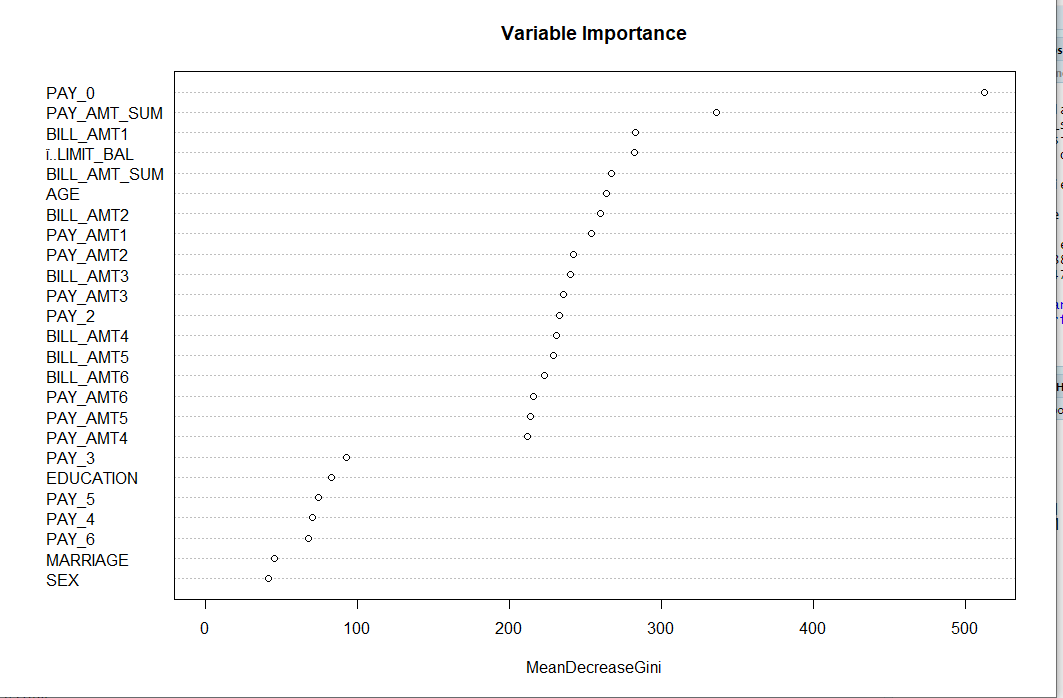 Variable Importance
PAY_0
PAY_AMT_SUM
BILL_AMT1
ï..LIMIT_BAL
BILL_AMT_SUM
AGE
BILL_AMT2
PAY_AMT1
PAY_AMT2
BILL_AMT3
PAY_AMT3
PAY_2
BILL_AMT4
BILL_AMT5
BILL_AMT6
PAY_AMT6
PAY_AMT5
PAY_AMT4
PAY_3
EDUCATION
PAY_5
PAY_4
PAY_6
MARRIAGE
SEX
0 100 200 300 400 500
MeanDecreaseGini